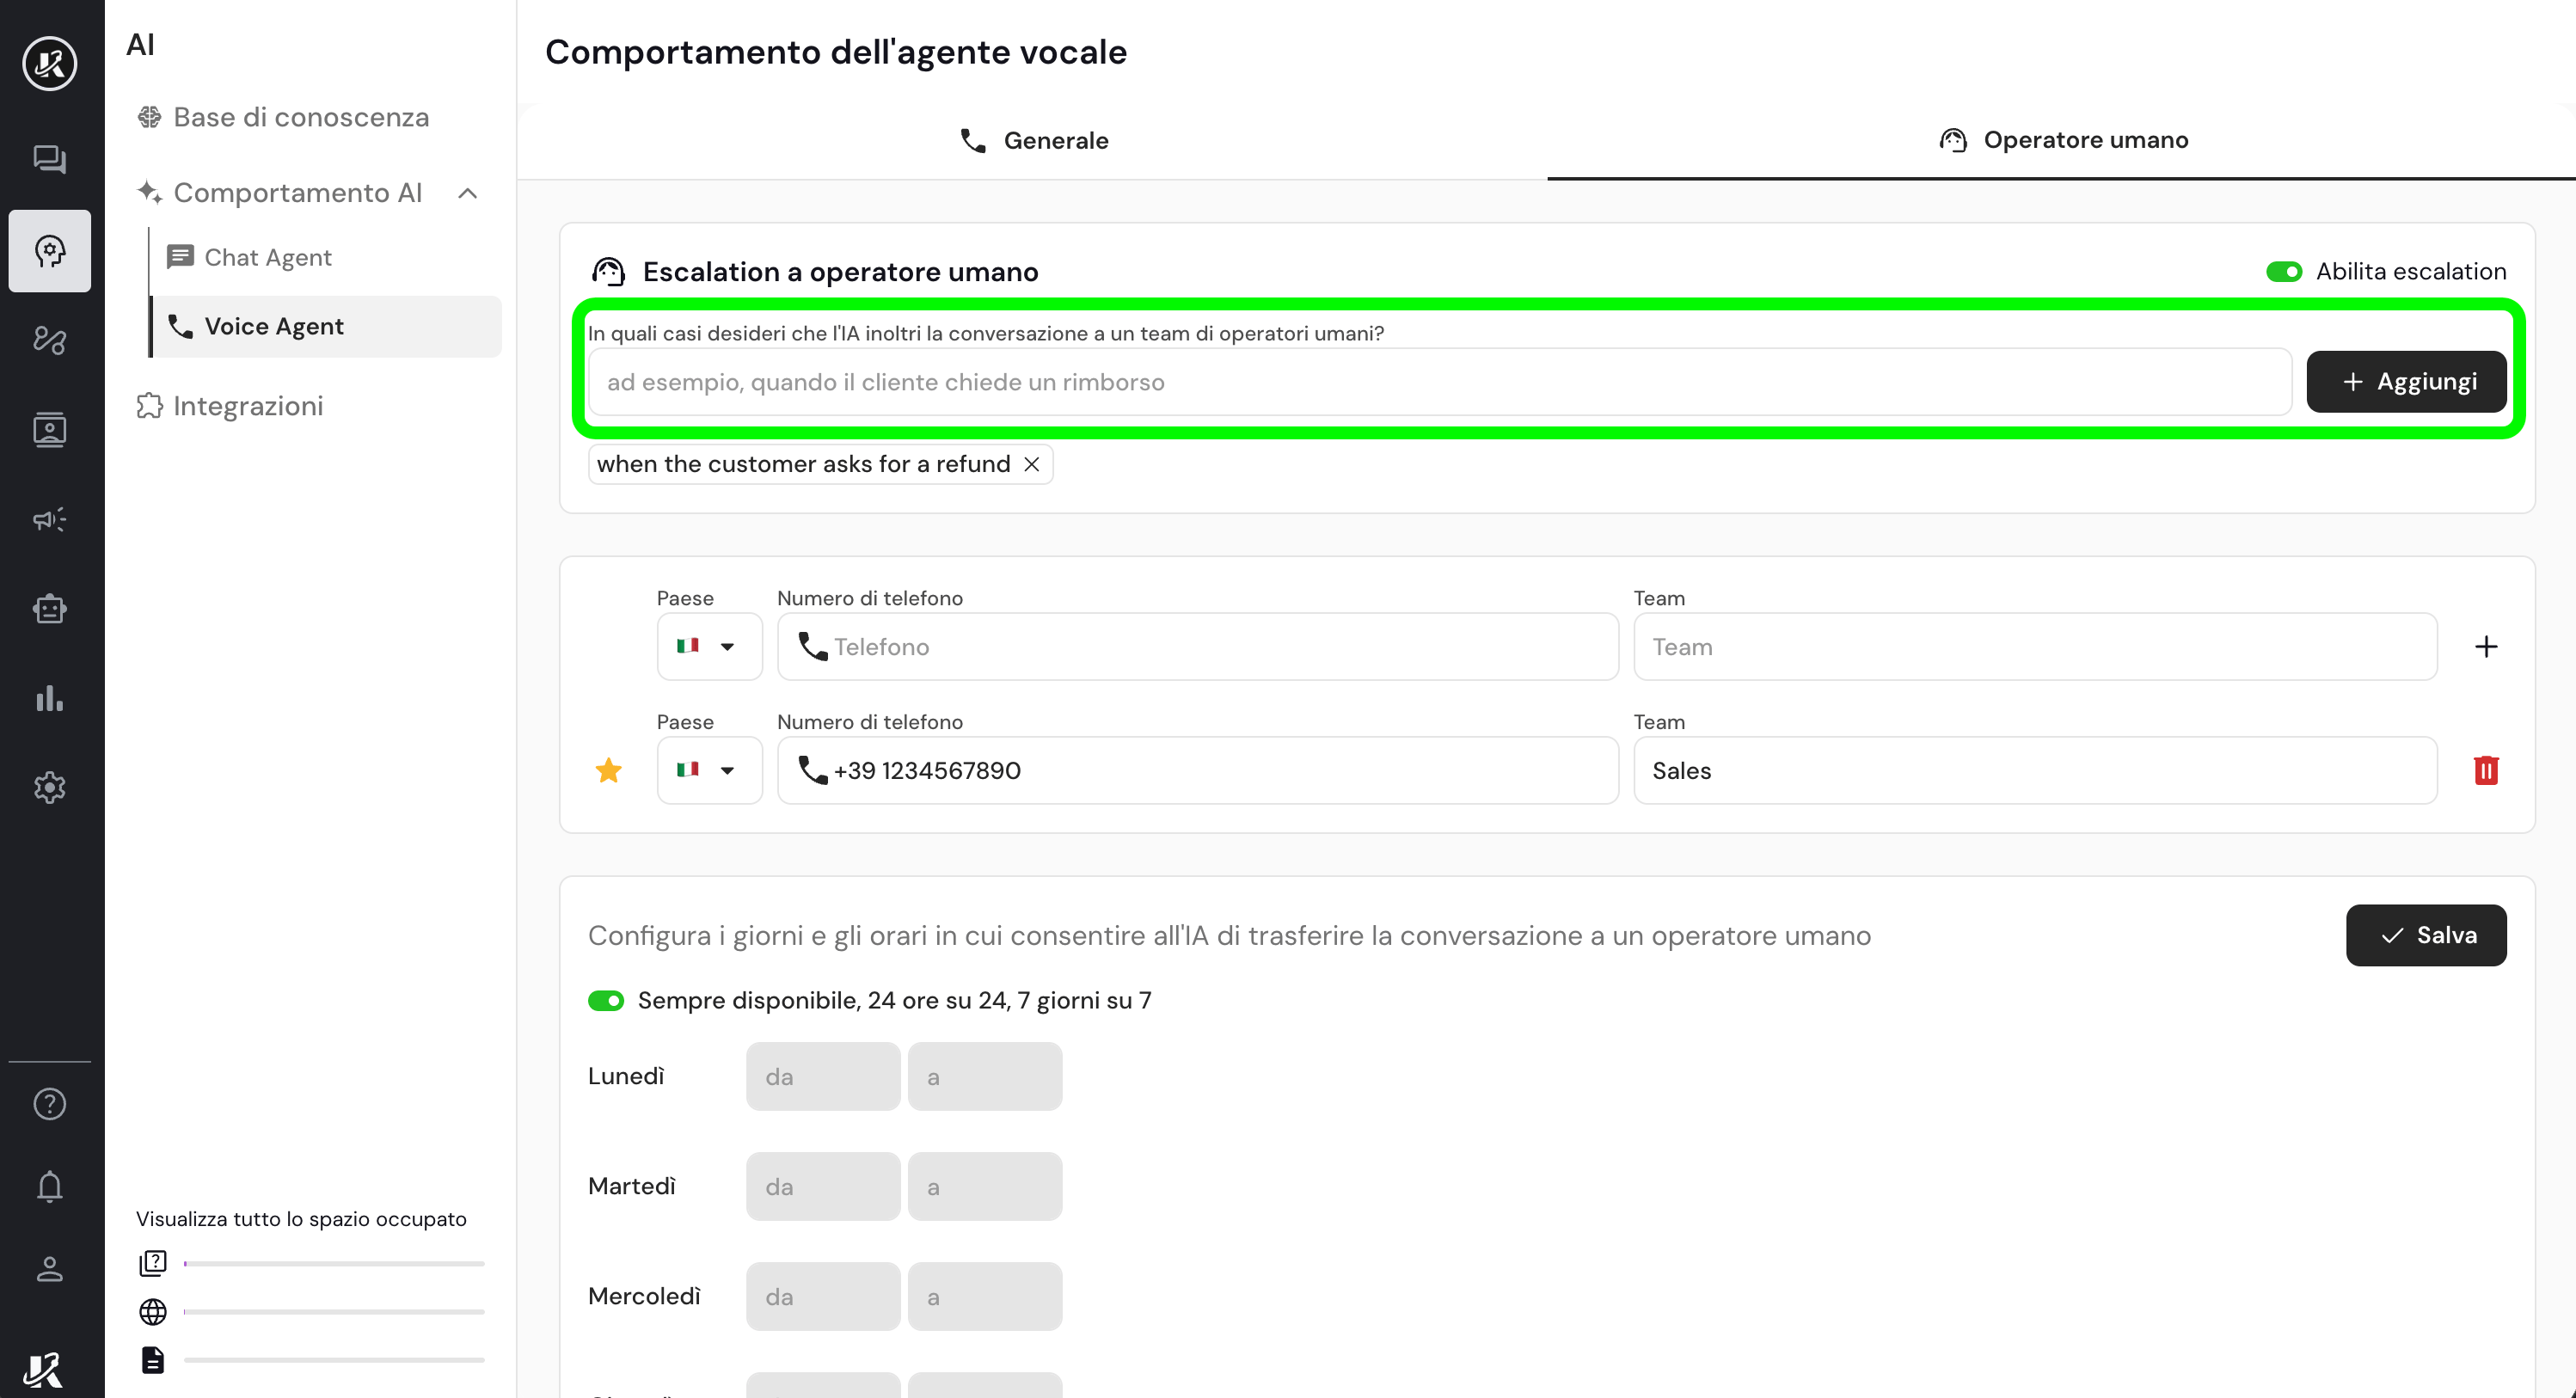 AI
Base di conoscenza
Comportamento AI
Chat Agent
Voice Agent
Integrazioni
Visualizza tutto lo spazio occupato
Comportamento dell'agente vocale
Generale
Operatore umano
Escalation a operatore umano
Abilita escalation
In quali casi desideri che l'IA inoltri la conversazione a un team di operatori umani?
ad esempio, quando il cliente chiede un rimborso
Aggiungi
when the customer asks for a refund
Paese Numero di telefono Team
Telefono Team
Paese Numero di telefono Team
+39 1234567890 Sales
Configura i giorni e gli orari in cui consentire all'IA di trasferire la conversazione a un operatore umano
Salva
Sempre disponibile, 24 ore su 24, 7 giorni su 7
Lunedì da a
Martedì da a
Mercoledì da a